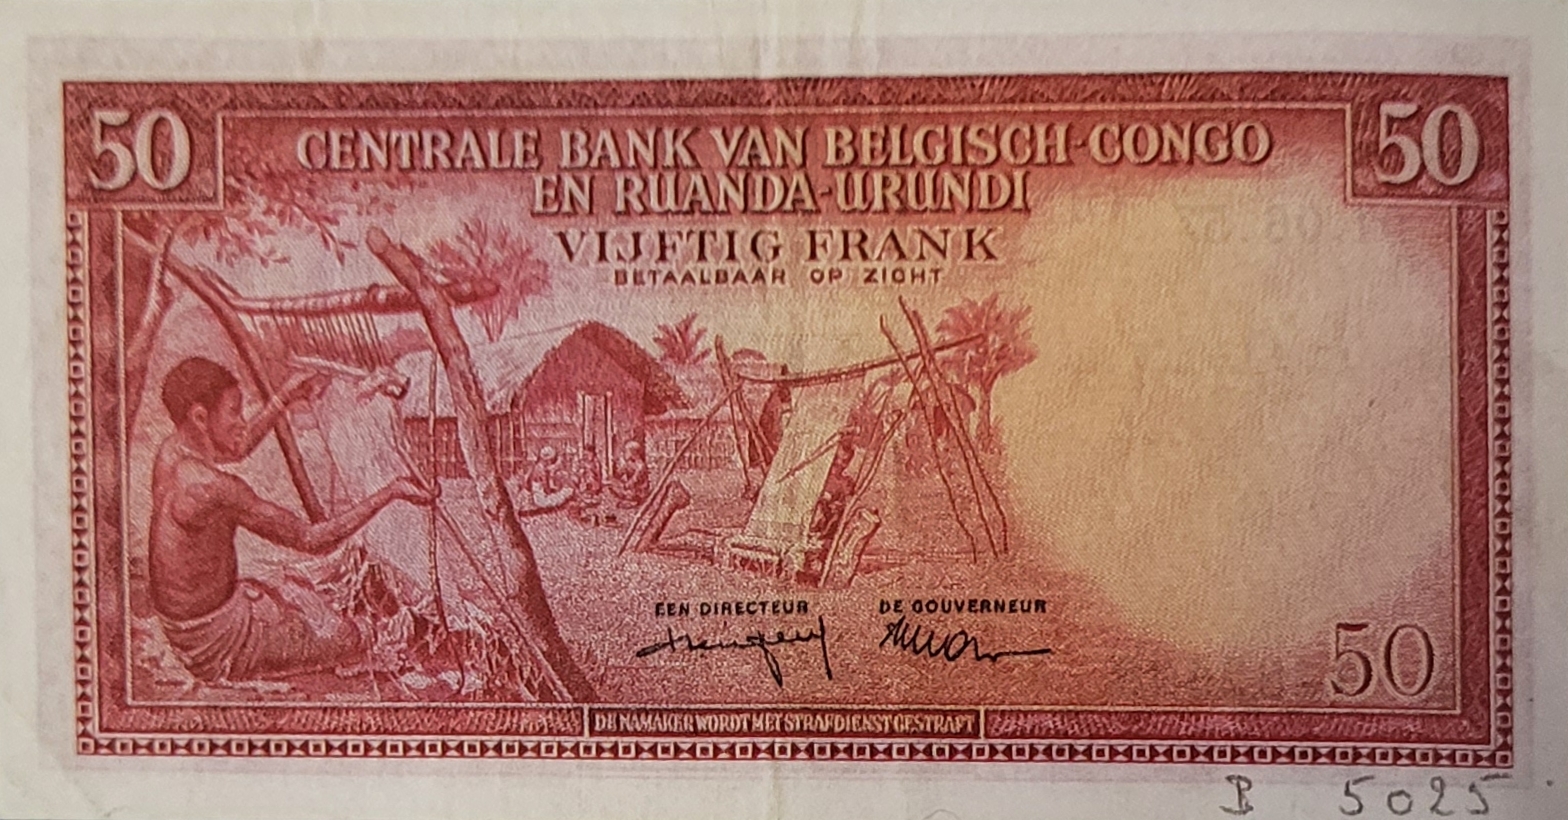 50 50
CENTRALE BANK VAN BELGISCH-CONGO
EN RUANDA-URUNDI
VIJFTIG FRANK
BETAALBAAR OP ZICHT
EEN DIRECTEUR DE GOUVERNEUR
50
DE NAMAKER WORDT MET STRAFDIENST GESTRAFT
B 5025